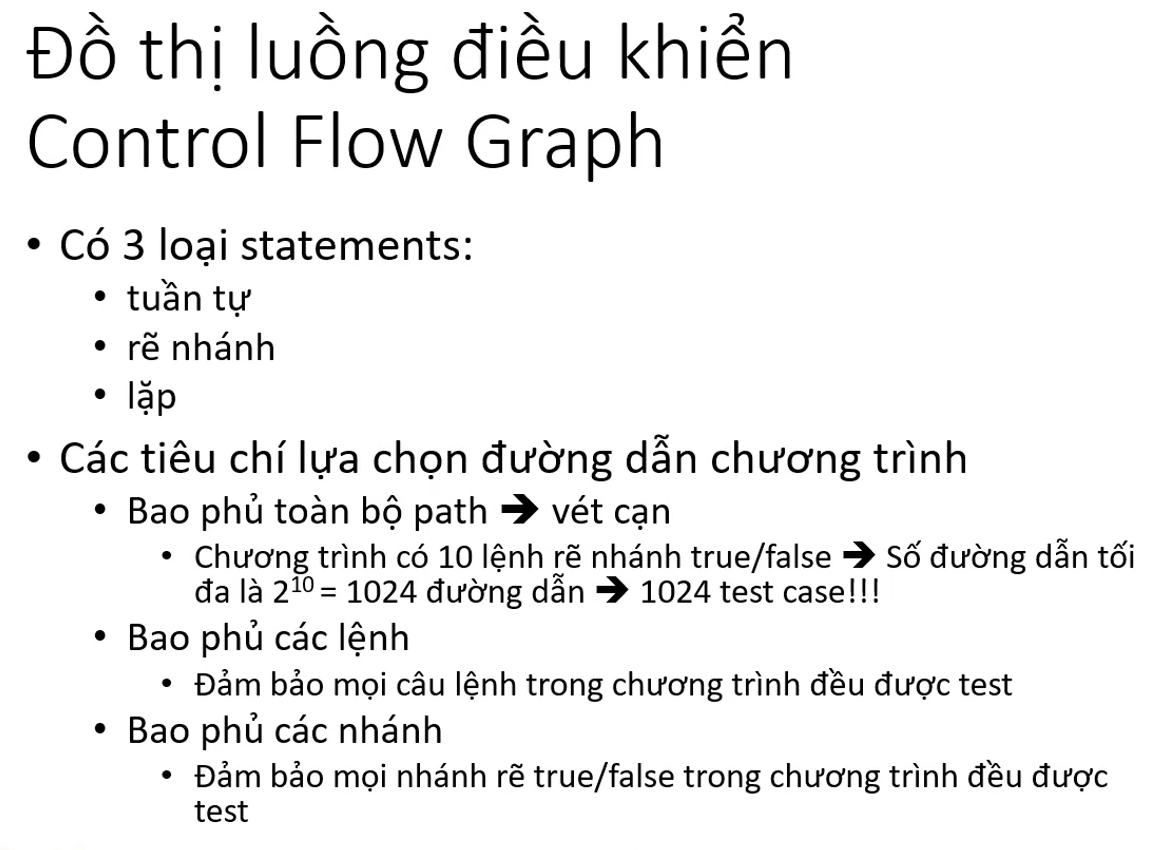 Đồ thị luồng điều khiển
Control Flow Graph
• Có 3 loại statements:
• tuần tự
• rẽ nhánh
• lặp
• Các tiêu chí lựa chọn đường dẫn chương trình
• Bao phủ toàn bộ path 🡺 vét cạn
• Chương trình có 10 lệnh rẽ nhánh true/false 🡺 Số đường dẫn tối
đa là 2¹⁰ = 1024 đường dẫn 🡺 1024 test case!!!
• Bao phủ các lệnh
• Đảm bảo mọi câu lệnh trong chương trình đều được test
• Bao phủ các nhánh
• Đảm bảo mọi nhánh rẽ true/false trong chương trình đều được
test